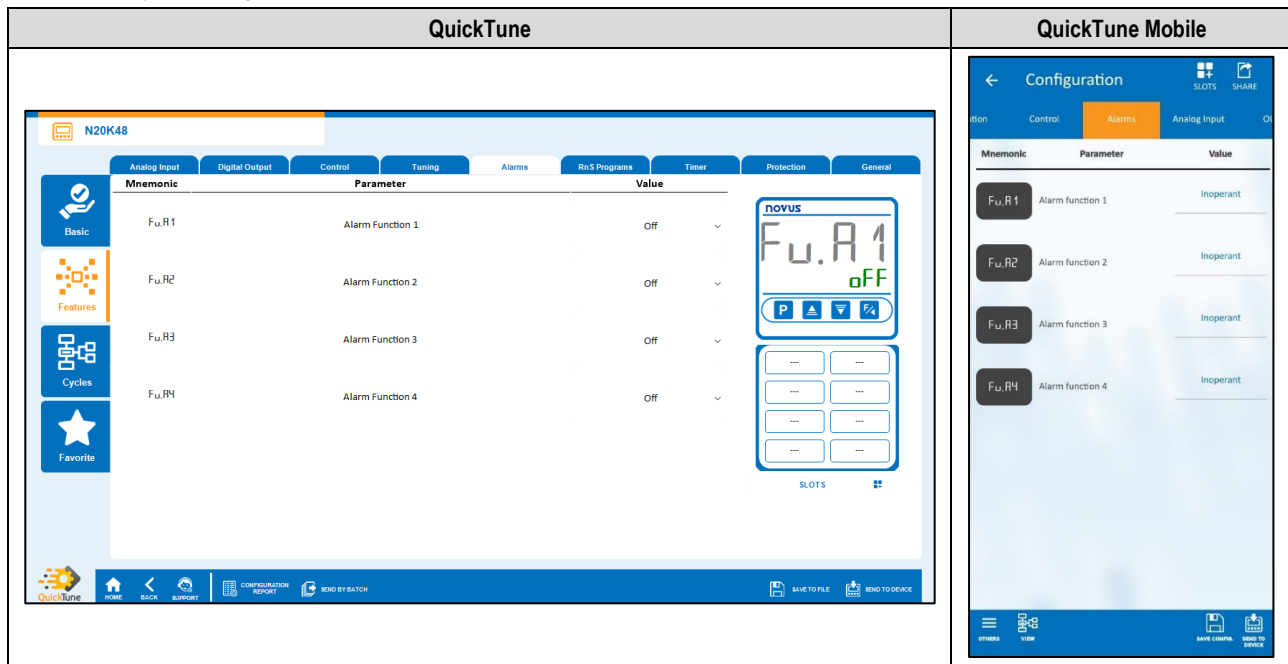 QuickTune
QuickTune Mobile
N20K48
Analog Input Digital Output Control Tuning Alarms RnS Programs Timer Protection General
Mnemonic Parameter Value
Basic
Features
Cycles
Favorite
Fu.A1 Alarm Function 1 Off
Fu.A2 Alarm Function 2 Off
Fu.A3 Alarm Function 3 Off
Fu.A4 Alarm Function 4 Off
novus
Fu.A1
oFF
P F/
--- ---
--- ---
--- ---
--- ---
SLOTS
QuickTune
HOME BACK SUPPORT CONFIGURATION REPORT SEND BY BATCH SAVE TO FILE SEND TO DEVICE
Configuration SLOTS SHARE
ation Control Alarms Analog Input
Mnemonic Parameter Value
Fu.A1 Alarm function 1 Inoperant
Fu.A2 Alarm function 2 Inoperant
Fu.A3 Alarm function 3 Inoperant
Fu.A4 Alarm function 4 Inoperant
OTHERS VIEW SAVE CONFIG. SEND TO DEVICE